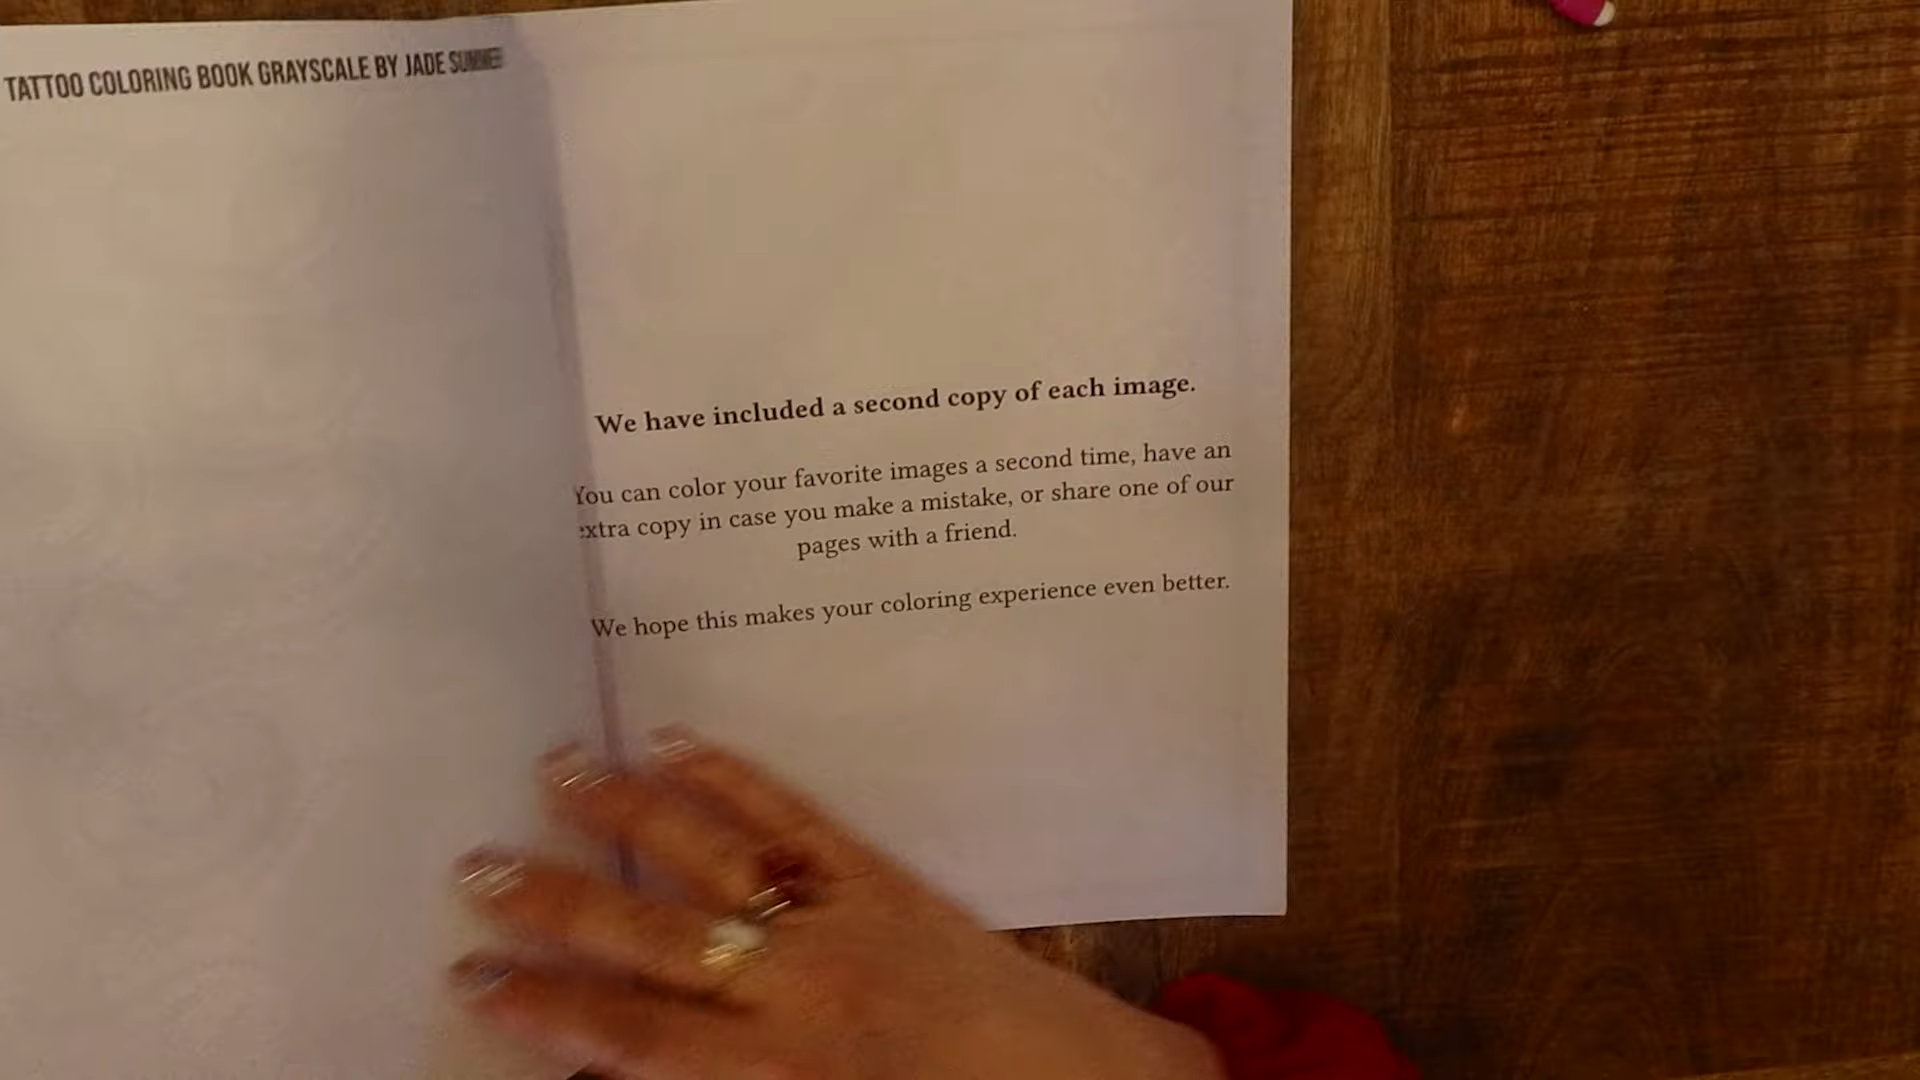 TATTOO COLORING BOOK GRAYSCALE BY JADE SUMMER
We have included a second copy of each image.
You can color your favorite images a second time, have an
extra copy in case you make a mistake, or share one of our
pages with a friend.
We hope this makes your coloring experience even better.